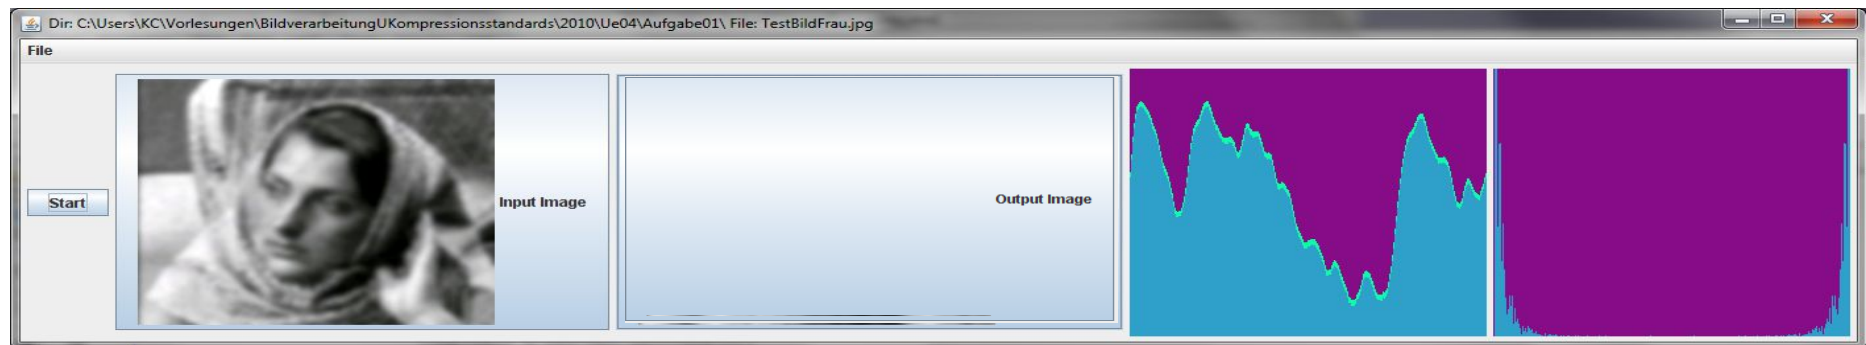 Dir: C:\Users\KC\Vorlesungen\BildverarbeitungUKompressionsstandards\2010\Ue04\Aufgabe01\ File: TestBildFrau.jpg
File
Start
Input Image
Output Image